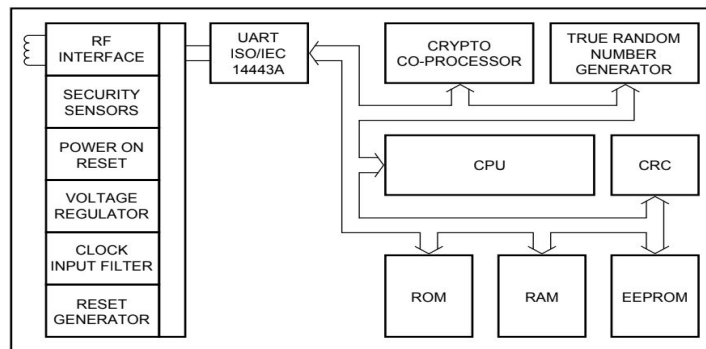 RF
INTERFACE
SECURITY
SENSORS
POWER ON
RESET
VOLTAGE
REGULATOR
CLOCK
INPUT FILTER
RESET
GENERATOR
UART
ISO/IEC
14443A
CRYPTO
CO-PROCESSOR
TRUE RANDOM
NUMBER
GENERATOR
CPU
CRC
ROM
RAM
EEPROM